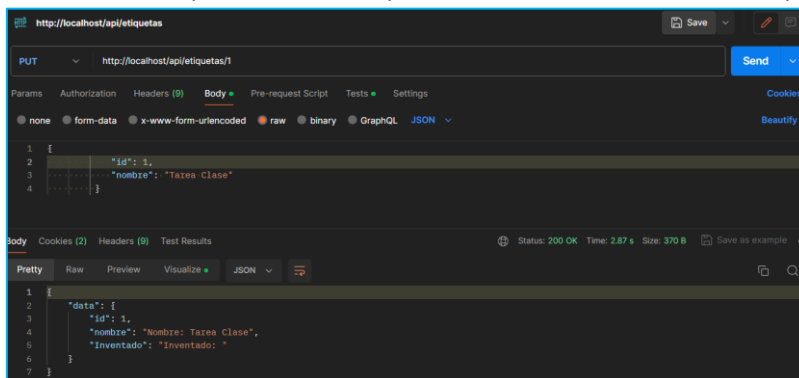 http://localhost/api/etiquetas
Save
PUT http://localhost/api/etiquetas/1 Send
Params Authorization Headers (9) Body Pre-request Script Tests Settings Cookies
none form-data x-www-form-urlencoded raw binary GraphQL JSON Beautify
1 {
2 "id": 1,
3 "nombre": "Tarea Clase"
4 }
Body Cookies (2) Headers (9) Test Results Status: 200 OK Time: 2.87 s Size: 370 B Save as example
Pretty Raw Preview Visualize JSON
1 {
2 "data": {
3 "id": 1,
4 "nombre": "Nombre: Tarea Clase",
5 "Inventado": "Inventado: "
6 }
7 }